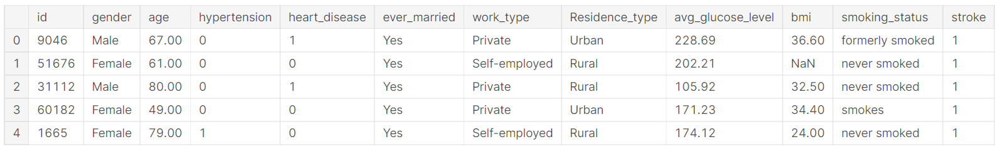 id gender age hypertension heart_disease ever_married work_type Residence_type avg_glucose_level bmi smoking_status stroke
0 9046 Male 67.00 0 1 Yes Private Urban 228.69 36.60 formerly smoked 1
1 51676 Female 61.00 0 0 Yes Self-employed Rural 202.21 NaN never smoked 1
2 31112 Male 80.00 0 1 Yes Private Rural 105.92 32.50 never smoked 1
3 60182 Female 49.00 0 0 Yes Private Urban 171.23 34.40 smokes 1
4 1665 Female 79.00 1 0 Yes Self-employed Rural 174.12 24.00 never smoked 1